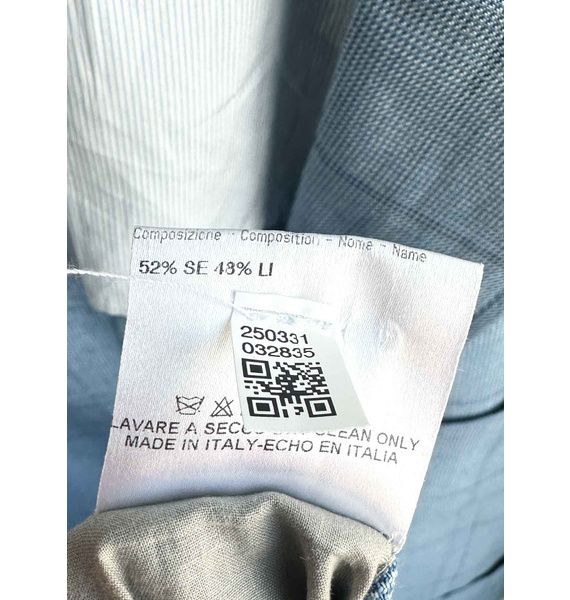 Composizione - Composition - Nome - Name
52% SE 48% LI
250331
032835
LAVARE A SECCO CLEAN ONLY
MADE IN ITALY-ECHO EN ITALIA